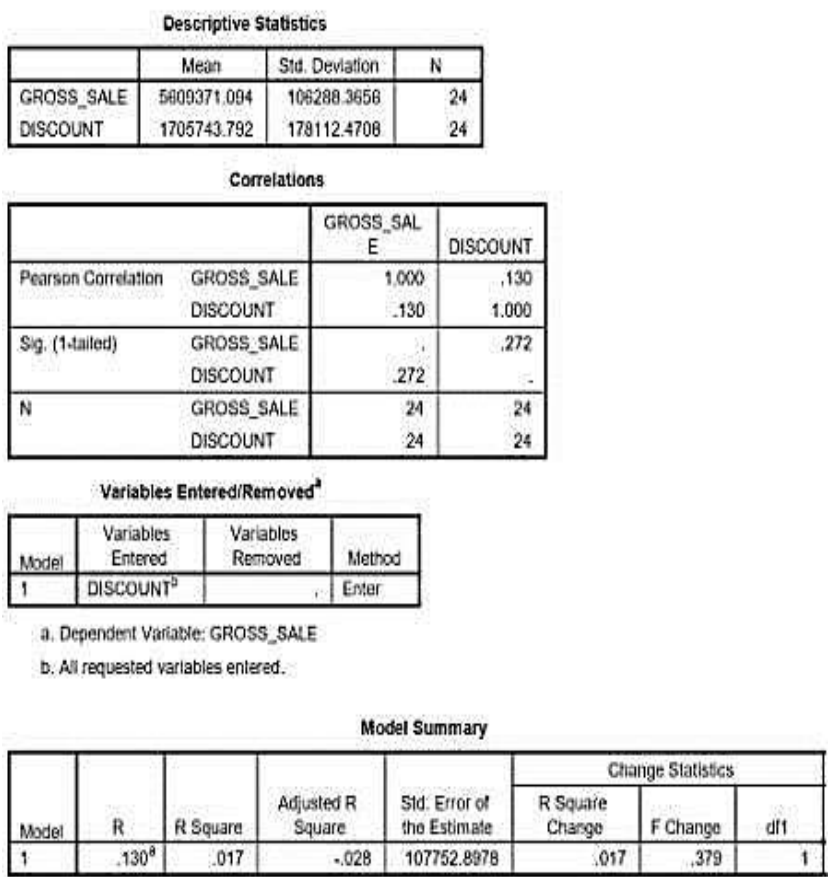 Descriptive Statistics
Mean Std. Deviation N
GROSS_SALE 5609371.094 106288.3656 24
DISCOUNT 1705743.792 178112.4708 24
Correlations
GROSS_SAL
E DISCOUNT
Pearson Correlation GROSS_SALE 1.000 .130
DISCOUNT .130 1.000
Sig. (1-tailed) GROSS_SALE . .272
DISCOUNT .272 .
N GROSS_SALE 24 24
DISCOUNT 24 24
Variables Entered/Removedª
Model Variables Entered Variables Removed Method
1 DISCOUNTᵇ . Enter
a. Dependent Variable: GROSS_SALE
b. All requested variables entered.
Model Summary
Change Statistics
Model R R Square Adjusted R Square Std. Error of the Estimate R Square Change F Change df1
1 .130ª .017 -.028 107752.8978 .017 .379 1